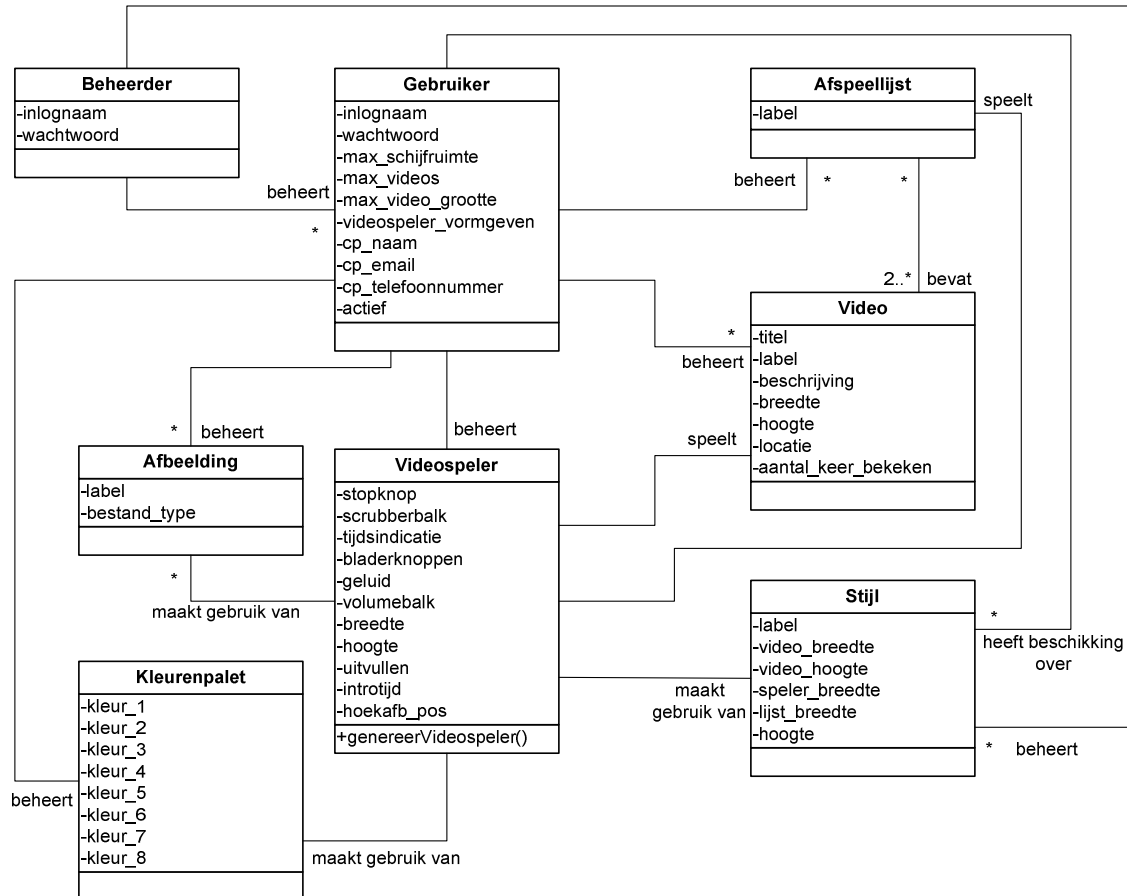 Beheerder
-inlognaam
-wachtwoord
Gebruiker
-inlognaam
-wachtwoord
-max_schijfruimte
-max_videos
-max_video_grootte
-videospeler_vormgeven
-cp_naam
-cp_email
-cp_telefoonnummer
-actief
Afspeellijst
-label
speelt
beheert
*
beheert
*
*
2..*
bevat
Video
-titel
-label
-beschrijving
-breedte
-hoogte
-locatie
-aantal_keer_bekeken
*
beheert
*
beheert
beheert
speelt
Afbeelding
-label
-bestand_type
*
maakt gebruik van
Videospeler
-stopknop
-scrubberbalk
-tijdsindicatie
-bladerknoppen
-geluid
-volumebalk
-breedte
-hoogte
-uitvullen
-introtijd
-hoekafb_pos
+genereerVideospeler()
Stijl
-label
-video_breedte
-video_hoogte
-speler_breedte
-lijst_breedte
-hoogte
*
heeft beschikking
over
maakt
gebruik van
*
beheert
Kleurenpalet
-kleur_1
-kleur_2
-kleur_3
-kleur_4
-kleur_5
-kleur_6
-kleur_7
-kleur_8
beheert
maakt gebruik van